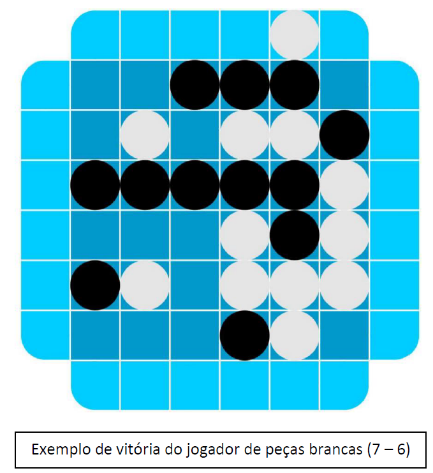 Exemplo de vitória do jogador de peças brancas (7 – 6)